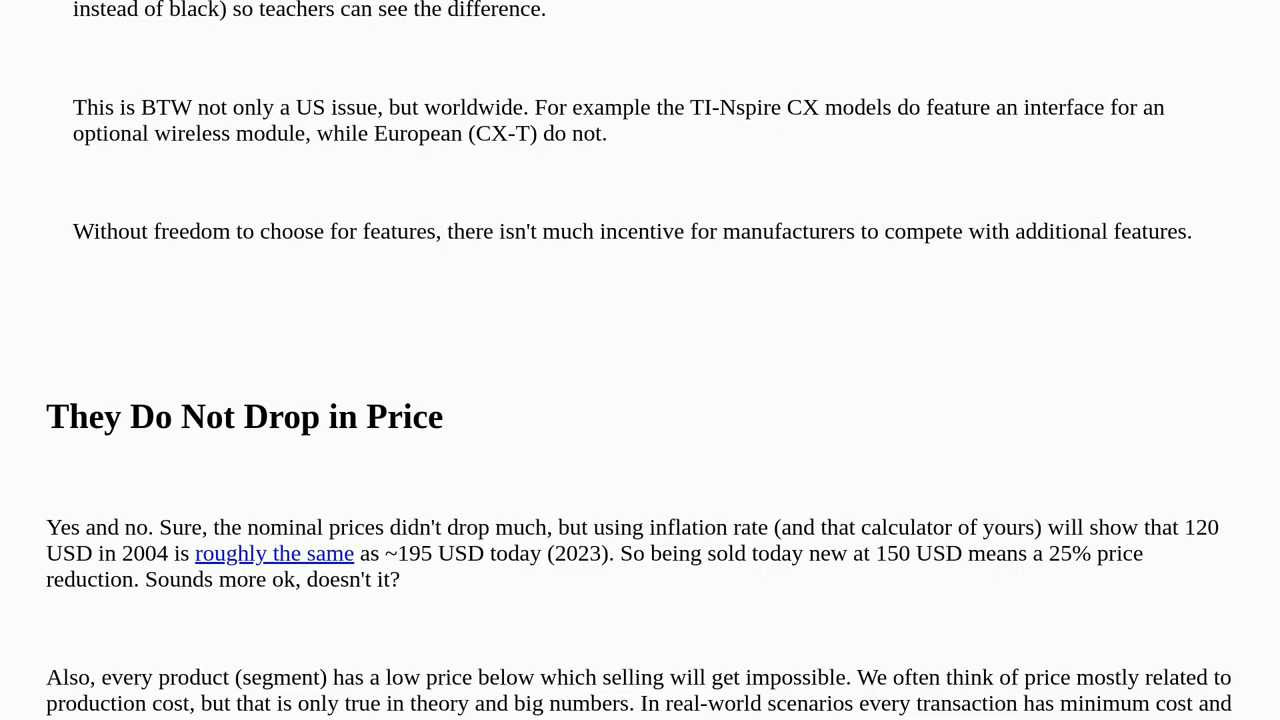 instead of black) so teachers can see the difference.
This is BTW not only a US issue, but worldwide. For example the TI-Nspire CX models do feature an interface for an
optional wireless module, while European (CX-T) do not.
Without freedom to choose for features, there isn't much incentive for manufacturers to compete with additional features.
They Do Not Drop in Price
Yes and no. Sure, the nominal prices didn't drop much, but using inflation rate (and that calculator of yours) will show that 120
USD in 2004 is roughly the same as ~195 USD today (2023). So being sold today new at 150 USD means a 25% price
reduction. Sounds more ok, doesn't it?
Also, every product (segment) has a low price below which selling will get impossible. We often think of price mostly related to
production cost, but that is only true in theory and big numbers. In real-world scenarios every transaction has minimum cost and